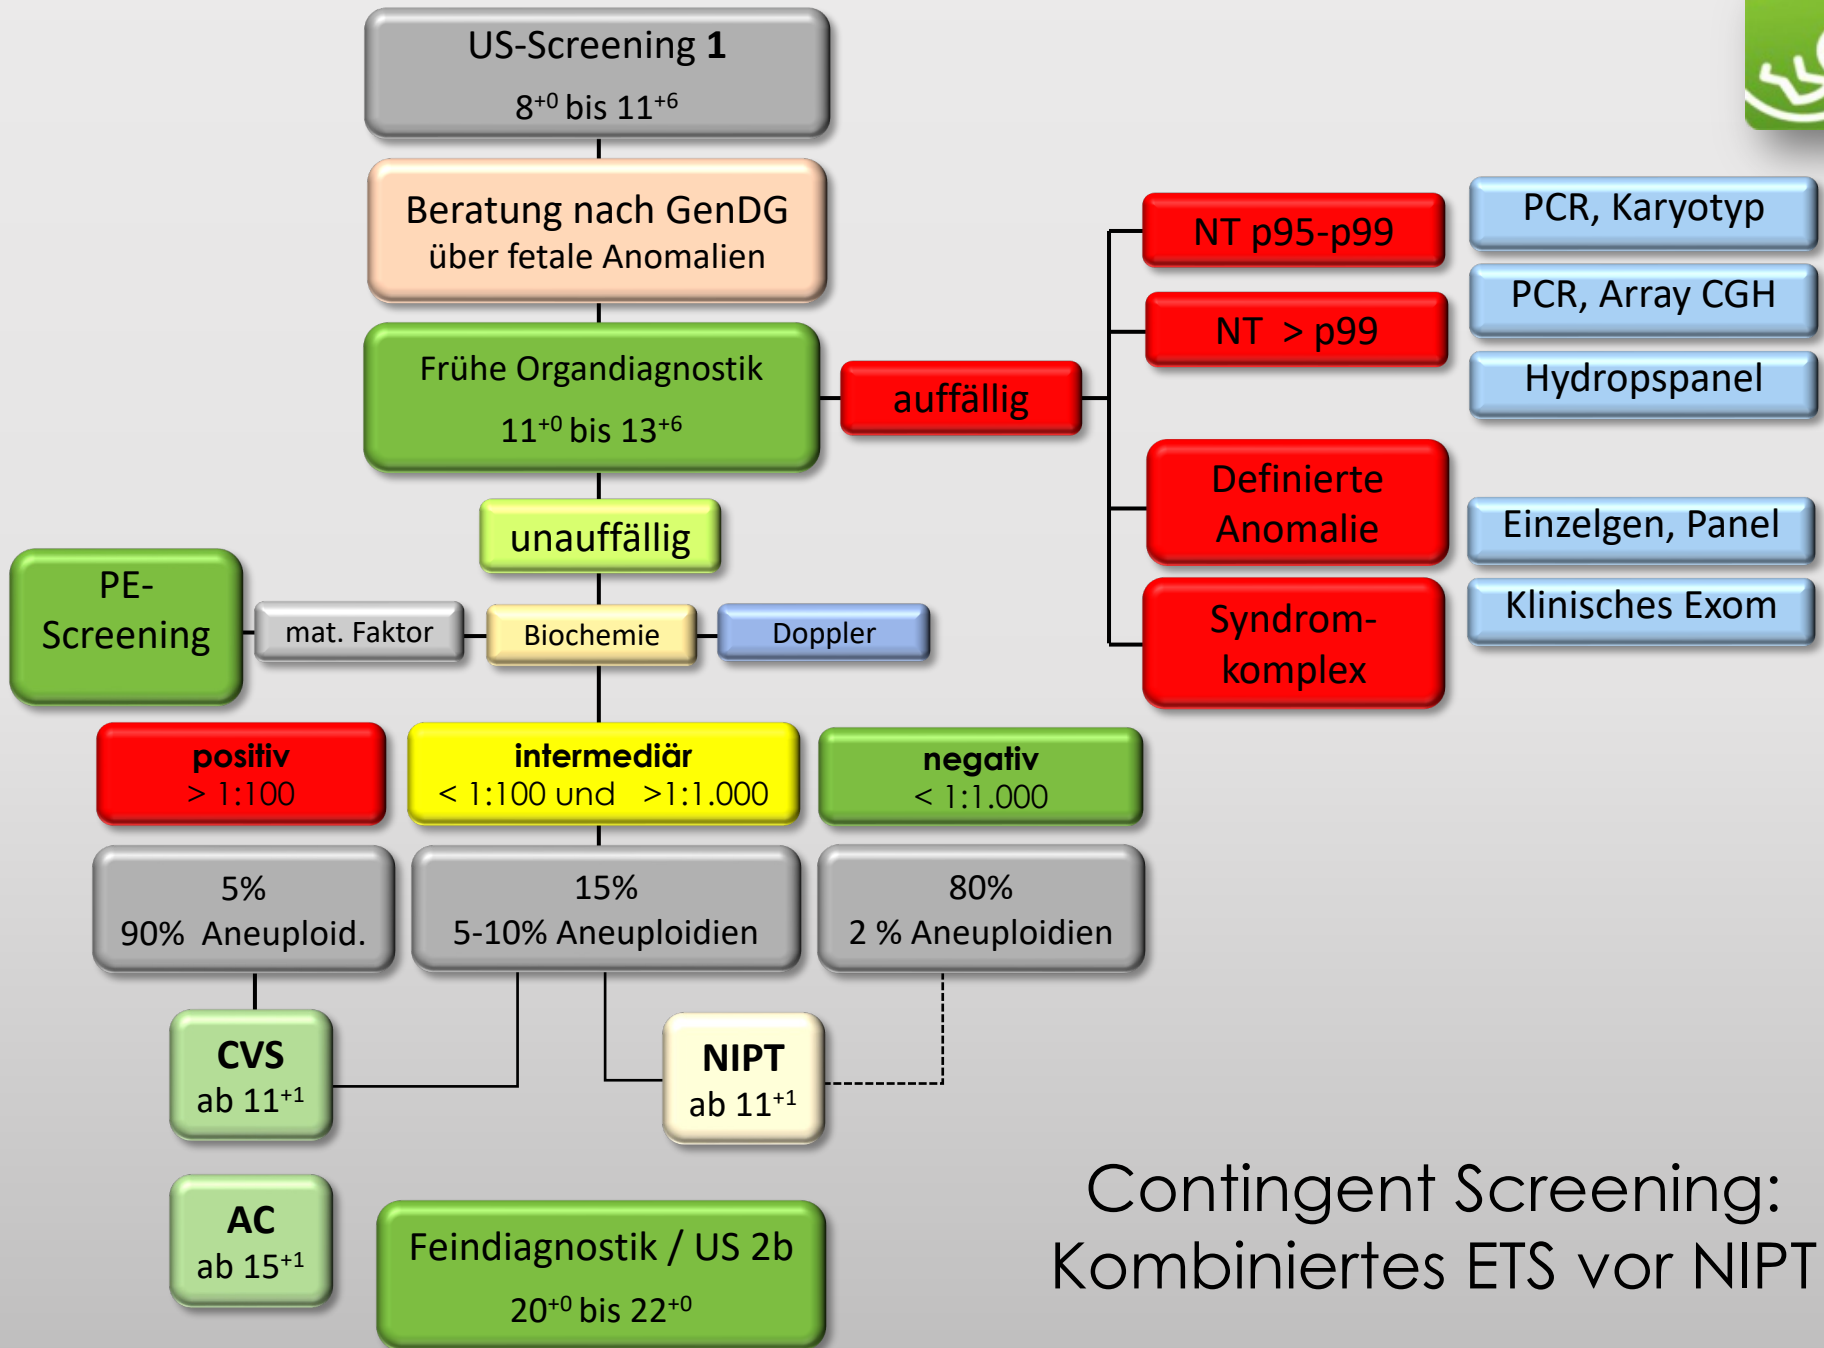 US-Screening 1
8+0 bis 11+6
Beratung nach GenDG
über fetale Anomalien
Frühe Organdiagnostik
11+0 bis 13+6
auffällig
NT p95-p99
NT > p99
Definierte
Anomalie
Syndrom-
komplex
PCR, Karyotyp
PCR, Array CGH
Hydropspanel
Einzelgen, Panel
Klinisches Exom
unauffällig
PE-
Screening
mat. Faktor
Biochemie
Doppler
positiv
> 1:100
intermediär
< 1:100 und >1:1.000
negativ
< 1:1.000
5%
90% Aneuploid.
15%
5-10% Aneuploidien
80%
2 % Aneuploidien
CVS
ab 11+1
NIPT
ab 11+1
AC
ab 15+1
Feindiagnostik / US 2b
20+0 bis 22+0
Contingent Screening:
Kombiniertes ETS vor NIPT